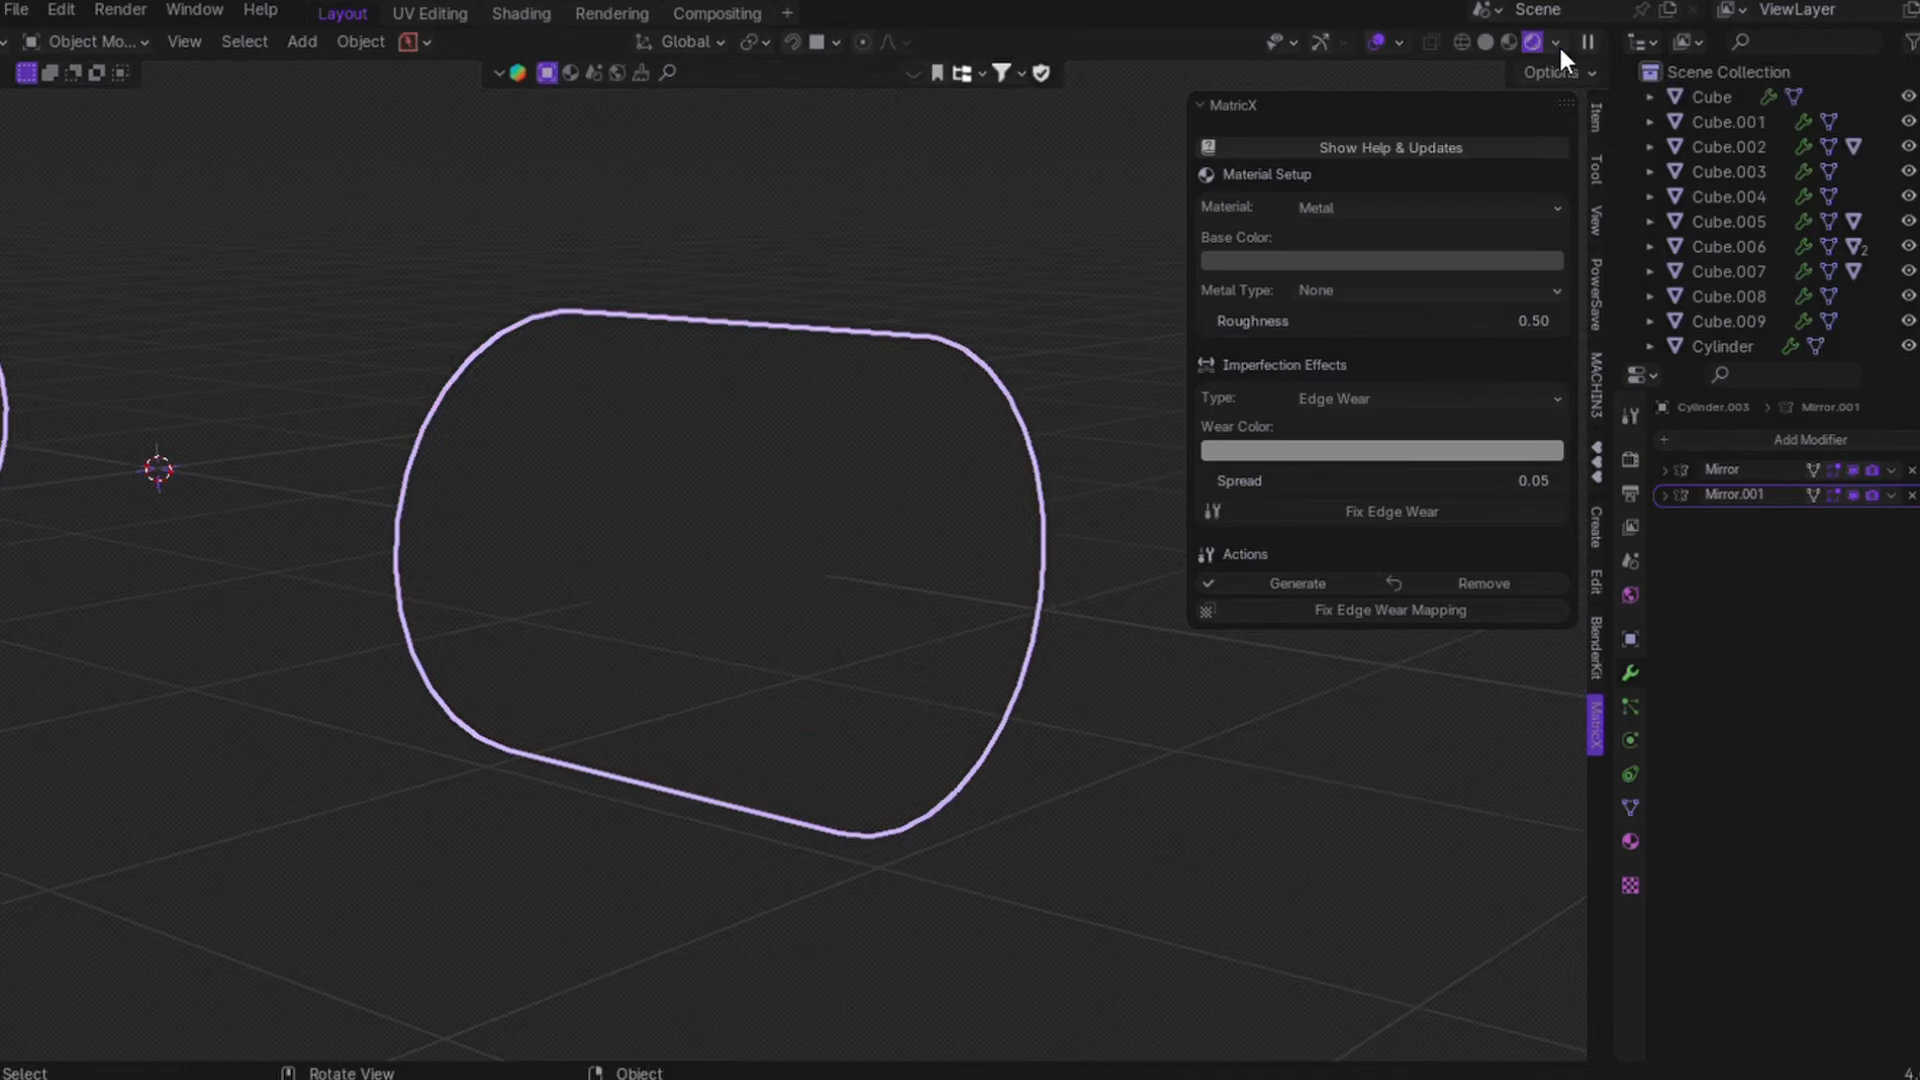 File Edit Render Window Help Layout UV Editing Shading Rendering Compositing + Scene ViewLayer
Object Mo... View Select Add Object Global
Options
Scene Collection
Cube
Cube.001
Cube.002
Cube.003
Cube.004
Cube.005
Cube.006 2
Cube.007
Cube.008
Cube.009
Cylinder
Cylinder.003 > Mirror.001
+ Add Modifier
Mirror
Mirror.001
MatricX
Show Help & Updates
Material Setup
Material: Metal
Base Color:
Metal Type: None
Roughness 0.50
Imperfection Effects
Type: Edge Wear
Wear Color:
Spread 0.05
Fix Edge Wear
Actions
Generate Remove
Fix Edge Wear Mapping
Item
Tool
View
PowerSave
MACHIN3
Create
Edit
BlenderKit
MatricX
Select Rotate View Object